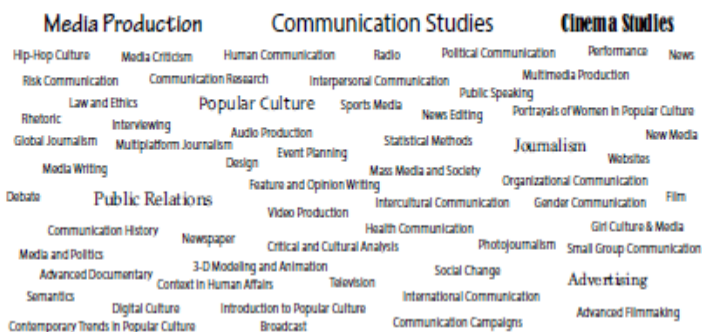 Media Production Communication Studies Cinema Studies
Hip-Hop Culture Media Criticism Human Communication Radio Political Communication Performance News
Risk Communication Communication Research Interpersonal Communication Multimedia Production
Public Speaking
Law and Ethics Popular Culture Sports Media
Rhetoric News Editing Portrayals of Women in Popular Culture
Interviewing
Global Journalism Multiplatform Journalism Audio Production Statistical Methods Journalism New Media
Event Planning
Media Writing Design Mass Media and Society Websites
Feature and Opinion Writing Organizational Communication
Debate Public Relations Intercultural Communication Gender Communication Film
Video Production
Communication History Health Communication Girl Culture & Media
Newspaper
Media and Politics Critical and Cultural Analysis Photojournalism Small Group Communication
3-D Modeling and Animation
Advanced Documentary Context in Human Affairs Television Social Change Advertising
Semantics International Communication
Digital Culture Introduction to Popular Culture Advanced Filmmaking
Contemporary Trends in Popular Culture Broadcast Communication Campaigns